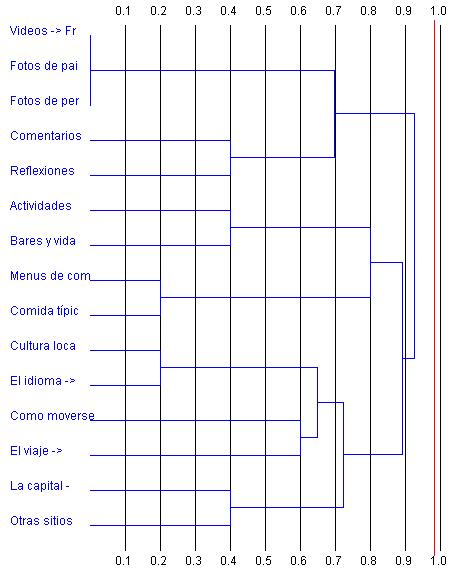 0.1 0.2 0.3 0.4 0.5 0.6 0.7 0.8 0.9 1.0
Videos -> Fr
Fotos de pai
Fotos de per
Comentarios
Reflexiones
Actividades
Bares y vida
Menus de com
Comida típic
Cultura loca
El idioma ->
Como moverse
El viaje ->
La capital -
Otras sitios
0.1 0.2 0.3 0.4 0.5 0.6 0.7 0.8 0.9 1.0